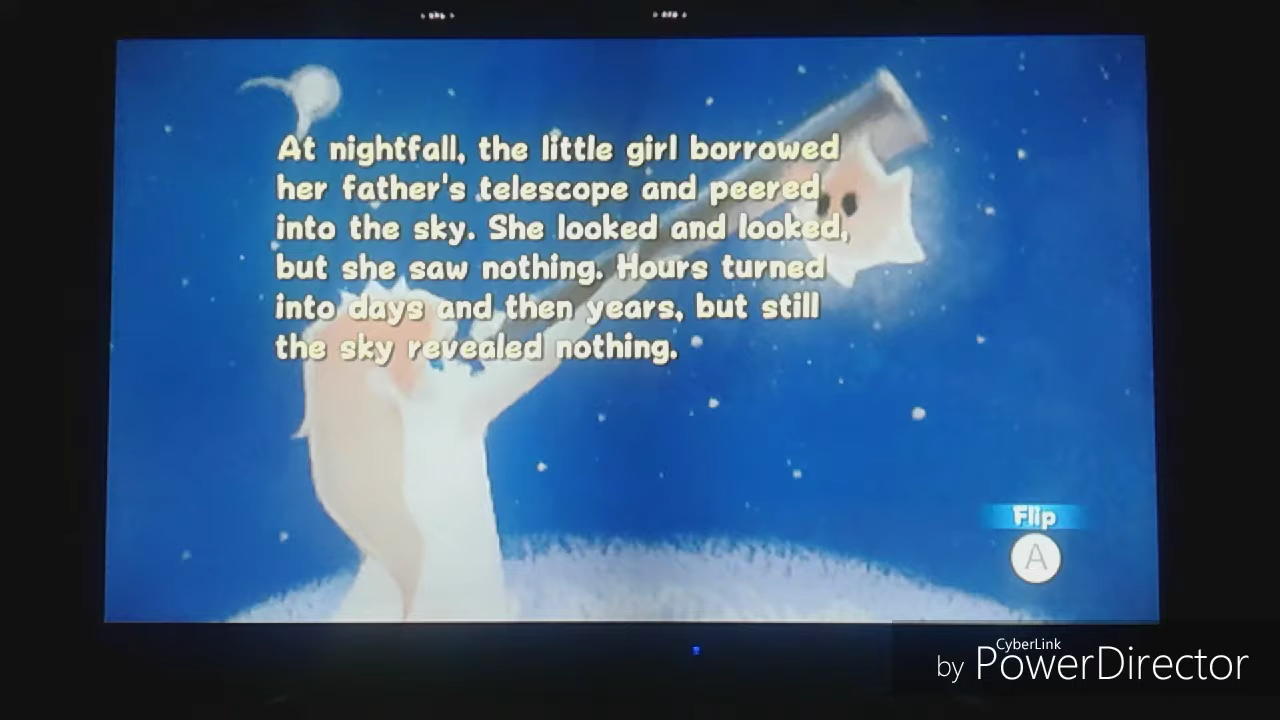 At nightfall, the little girl borrowed
her father's telescope and peered
into the sky. She looked and looked,
but she saw nothing. Hours turned
into days and then years, but still
the sky revealed nothing.
Flip
A
CyberLink
by PowerDirector